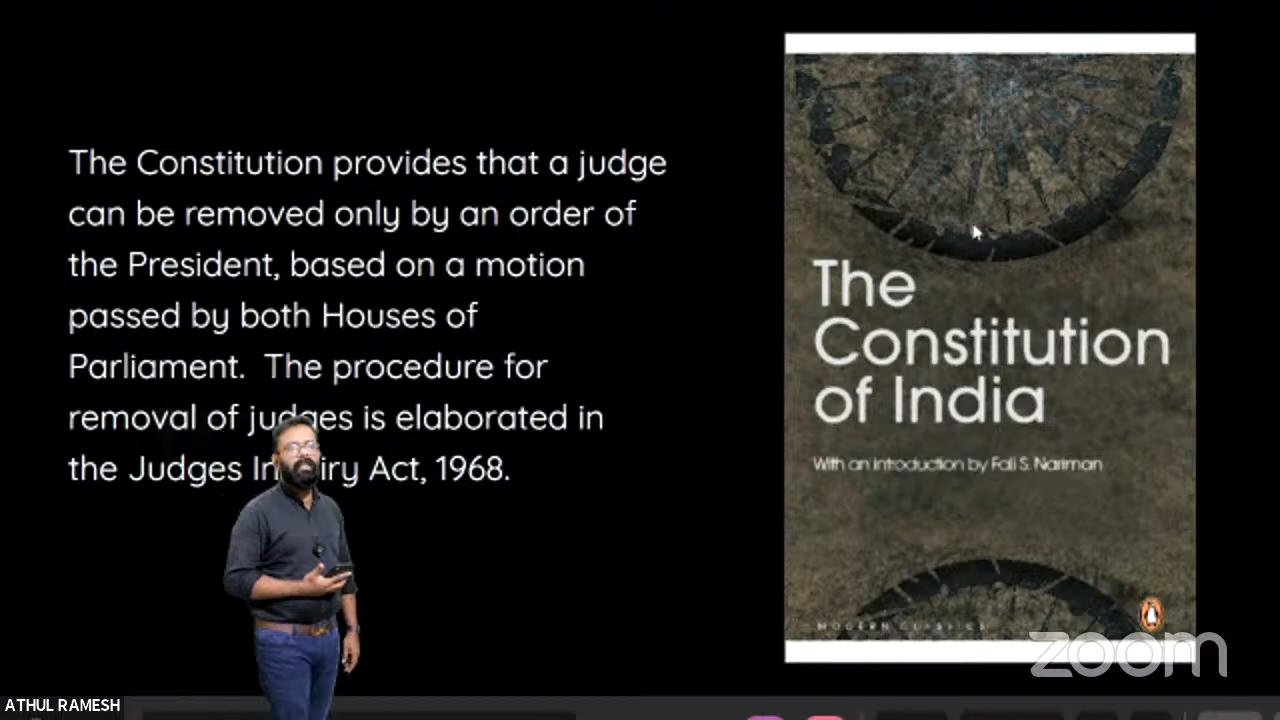 The Constitution provides that a judge
can be removed only by an order of
the President, based on a motion
passed by both Houses of
Parliament. The procedure for
removal of judges is elaborated in
the Judges Inquiry Act, 1968.
The
Constitution
of India
With an introduction by Fali S. Nariman
MODERN CLASSICS
zoom
ATHUL RAMESH